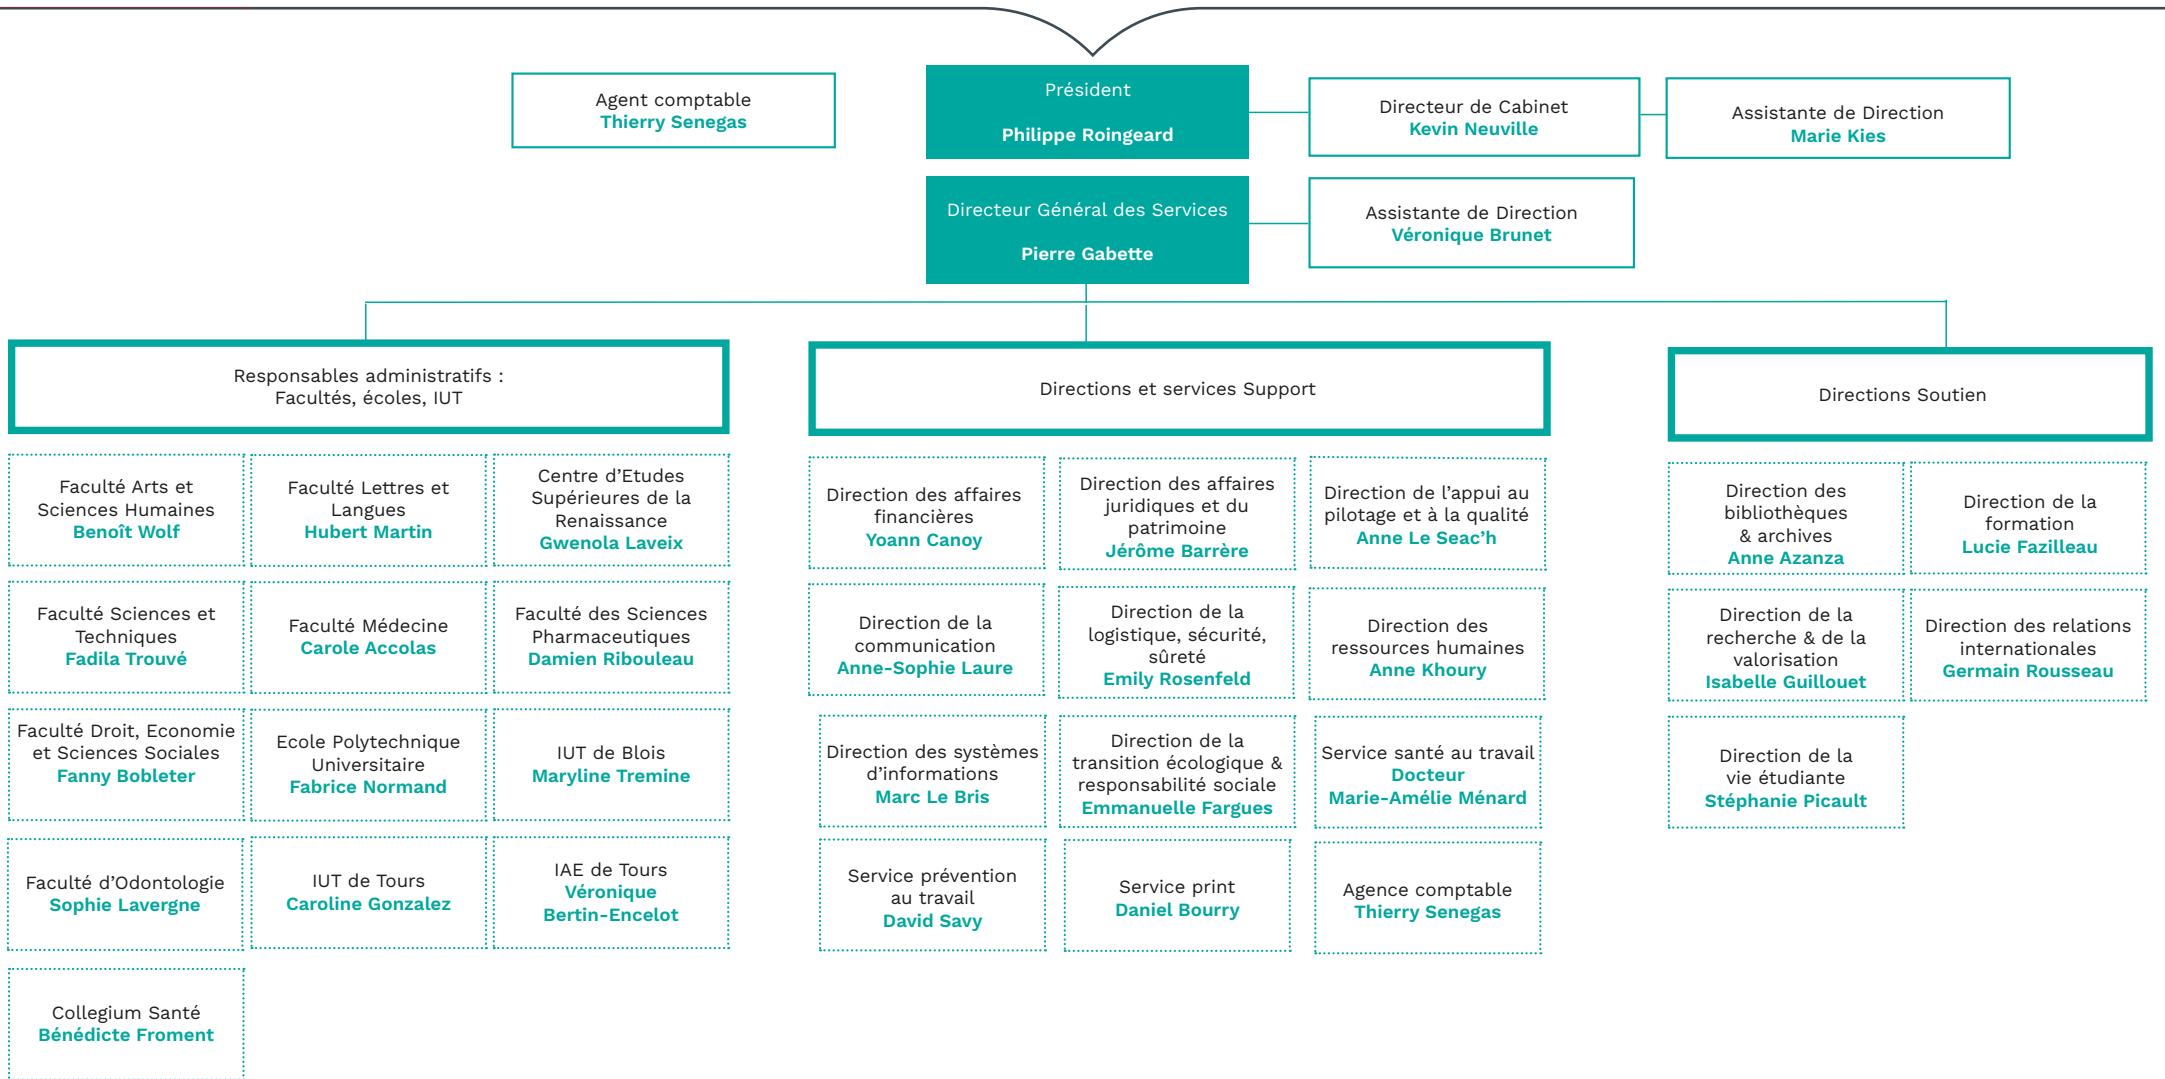 Agent comptable
Thierry Senegas
Président
Philippe Roingeard
Directeur de Cabinet
Kevin Neuville
Assistante de Direction
Marie Kies
Directeur Général des Services
Pierre Gabette
Assistante de Direction
Véronique Brunet
Responsables administratifs :
Facultés, écoles, IUT
Faculté Arts et
Sciences Humaines
Benoît Wolf
Faculté Lettres et
Langues
Hubert Martin
Centre d'Etudes
Supérieures de la
Renaissance
Gwenola Laveix
Faculté Sciences et
Techniques
Fadila Trouvé
Faculté Médecine
Carole Accolas
Faculté des Sciences
Pharmaceutiques
Damien Ribouleau
Faculté Droit, Economie
et Sciences Sociales
Fanny Bobleter
Ecole Polytechnique
Universitaire
Fabrice Normand
IUT de Blois
Maryline Tremine
Faculté d'Odontologie
Sophie Lavergne
IUT de Tours
Caroline Gonzalez
IAE de Tours
Véronique
Bertin-Encelot
Collegium Santé
Bénédicte Froment
Directions et services Support
Direction des affaires
financières
Yoann Canoy
Direction des affaires
juridiques et du
patrimoine
Jérôme Barrère
Direction de l'appui au
pilotage et à la qualité
Anne Le Seac'h
Direction de la
communication
Anne-Sophie Laure
Direction de la
logistique, sécurité,
sûreté
Emily Rosenfeld
Direction des
ressources humaines
Anne Khoury
Direction des systèmes
d'informations
Marc Le Bris
Direction de la
transition écologique &
responsabilité sociale
Emmanuelle Fargues
Service santé au travail
Docteur
Marie-Amélie Ménard
Service prévention
au travail
David Savy
Service print
Daniel Bourry
Agence comptable
Thierry Senegas
Directions Soutien
Direction des
bibliothèques
& archives
Anne Azanza
Direction de la
formation
Lucie Fazilleau
Direction de la
recherche & de la
valorisation
Isabelle Guillouet
Direction des relations
internationales
Germain Rousseau
Direction de la
vie étudiante
Stéphanie Picault